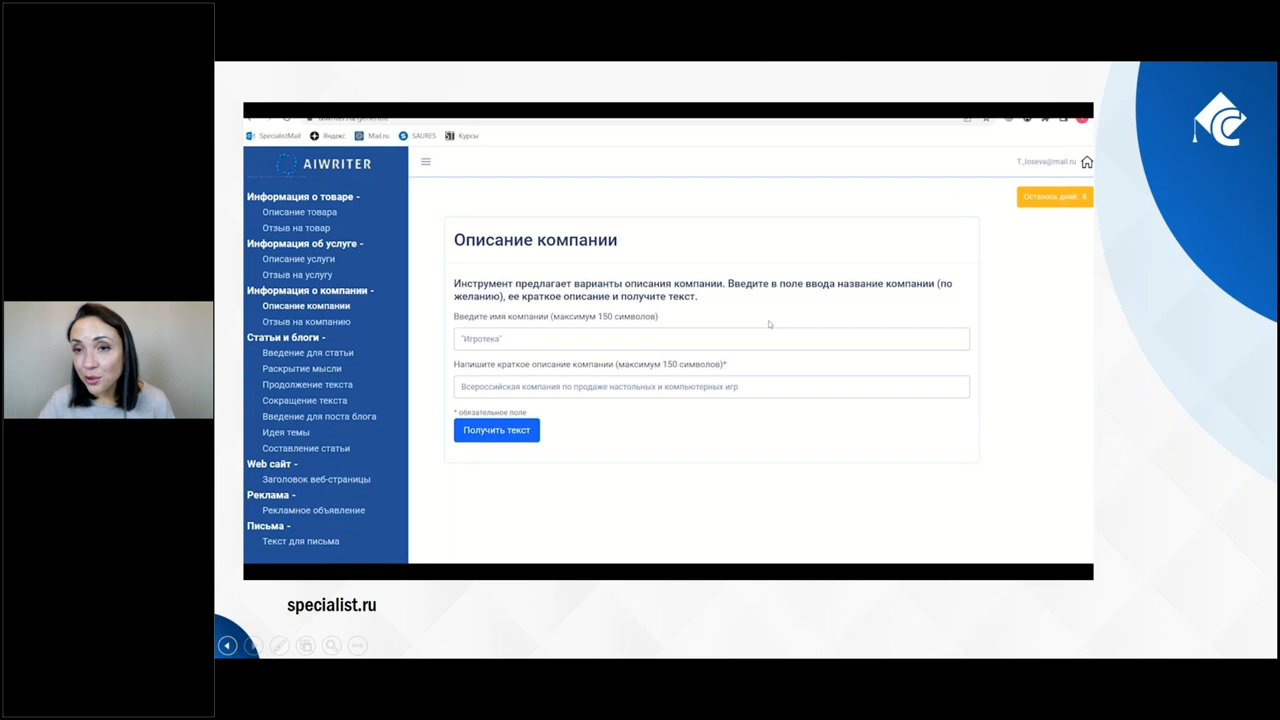 SpecialistMail Яндекс Mail.ru SAURES Курсы
AIWRITER
T_loseva@mail.ru
Осталось дней: 5
Информация о товаре -
Описание товара
Отзыв на товар
Информация об услуге -
Описание услуги
Отзыв на услугу
Информация о компании -
Описание компании
Отзыв на компанию
Статьи и блоги -
Введение для статьи
Раскрытие мысли
Продолжение текста
Сокращение текста
Введение для поста блога
Идея темы
Составление статьи
Web сайт -
Заголовок веб-страницы
Реклама -
Рекламное объявление
Письма -
Текст для письма
Описание компании
Инструмент предлагает варианты описания компании. Введите в поле ввода название компании (по
желанию), ее краткое описание и получите текст.
Введите имя компании (максимум 150 символов)
"Игротека"
Напишите краткое описание компании (максимум 150 символов)*
Всероссийская компания по продаже настольных и компьютерных игр
* обязательное поле
Получить текст
specialist.ru